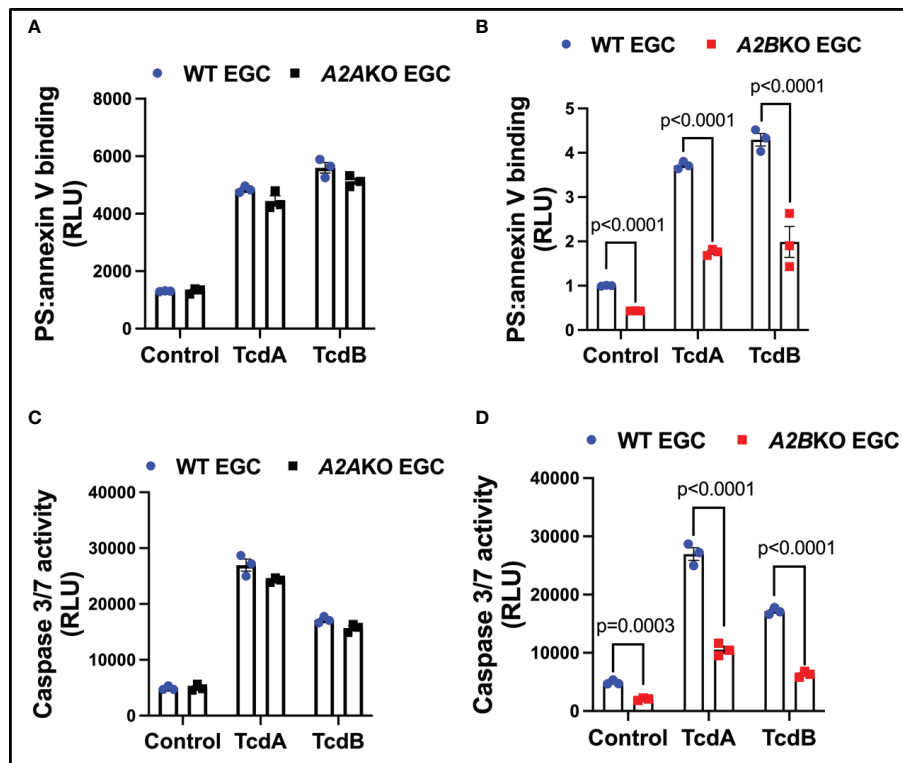 A
WT EGC A2AKO EGC
PS:annexin V binding
(RLU)
8000
6000
4000
2000
0
Control TcdA TcdB
B
WT EGC A2BKO EGC
PS:annexin V binding
(RLU)
5
4
3
2
1
0
p<0.0001
p<0.0001
p<0.0001
Control TcdA TcdB
C
WT EGC A2AKO EGC
Caspase 3/7 activity
(RLU)
40000
30000
20000
10000
0
Control TcdA TcdB
D
WT EGC A2BKO EGC
Caspase 3/7 activity
(RLU)
40000
30000
20000
10000
0
p=0.0003
p<0.0001
p<0.0001
Control TcdA TcdB